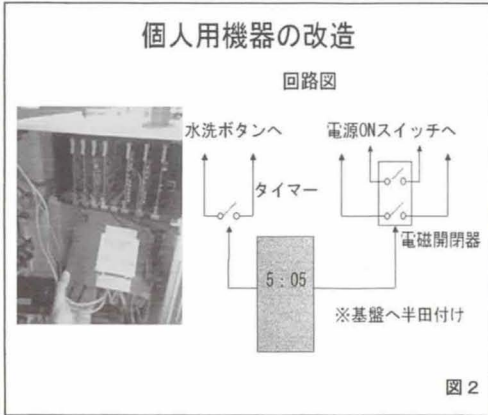 個人用機器の改造
回路図
水洗ボタンへ
電源ONスイッチへ
タイマー
電磁開閉器
5：05
※基盤へ半田付け
図2